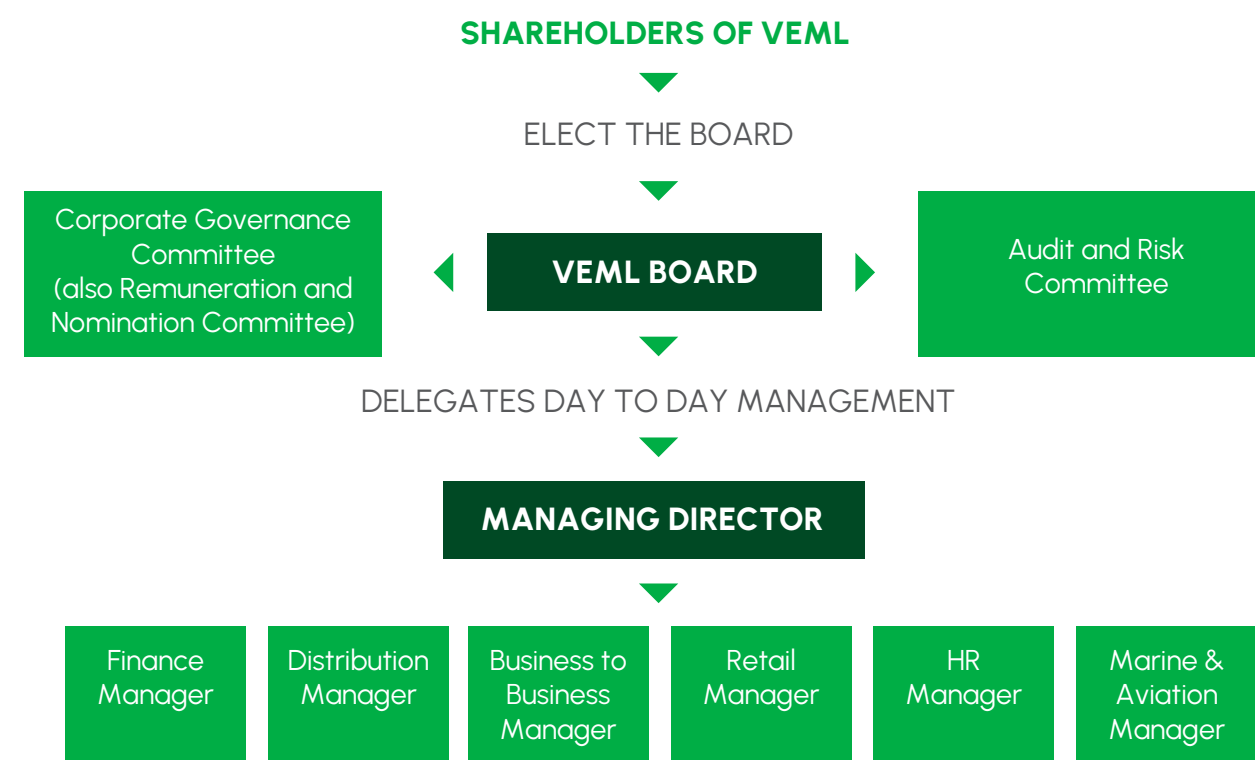 SHAREHOLDERS OF VEML
ELECT THE BOARD
Corporate Governance
Committee
(also Remuneration and
Nomination Committee)
VEML BOARD
Audit and Risk
Committee
DELEGATES DAY TO DAY MANAGEMENT
MANAGING DIRECTOR
Finance
Manager
Distribution
Manager
Business to
Business
Manager
Retail
Manager
HR
Manager
Marine &
Aviation
Manager